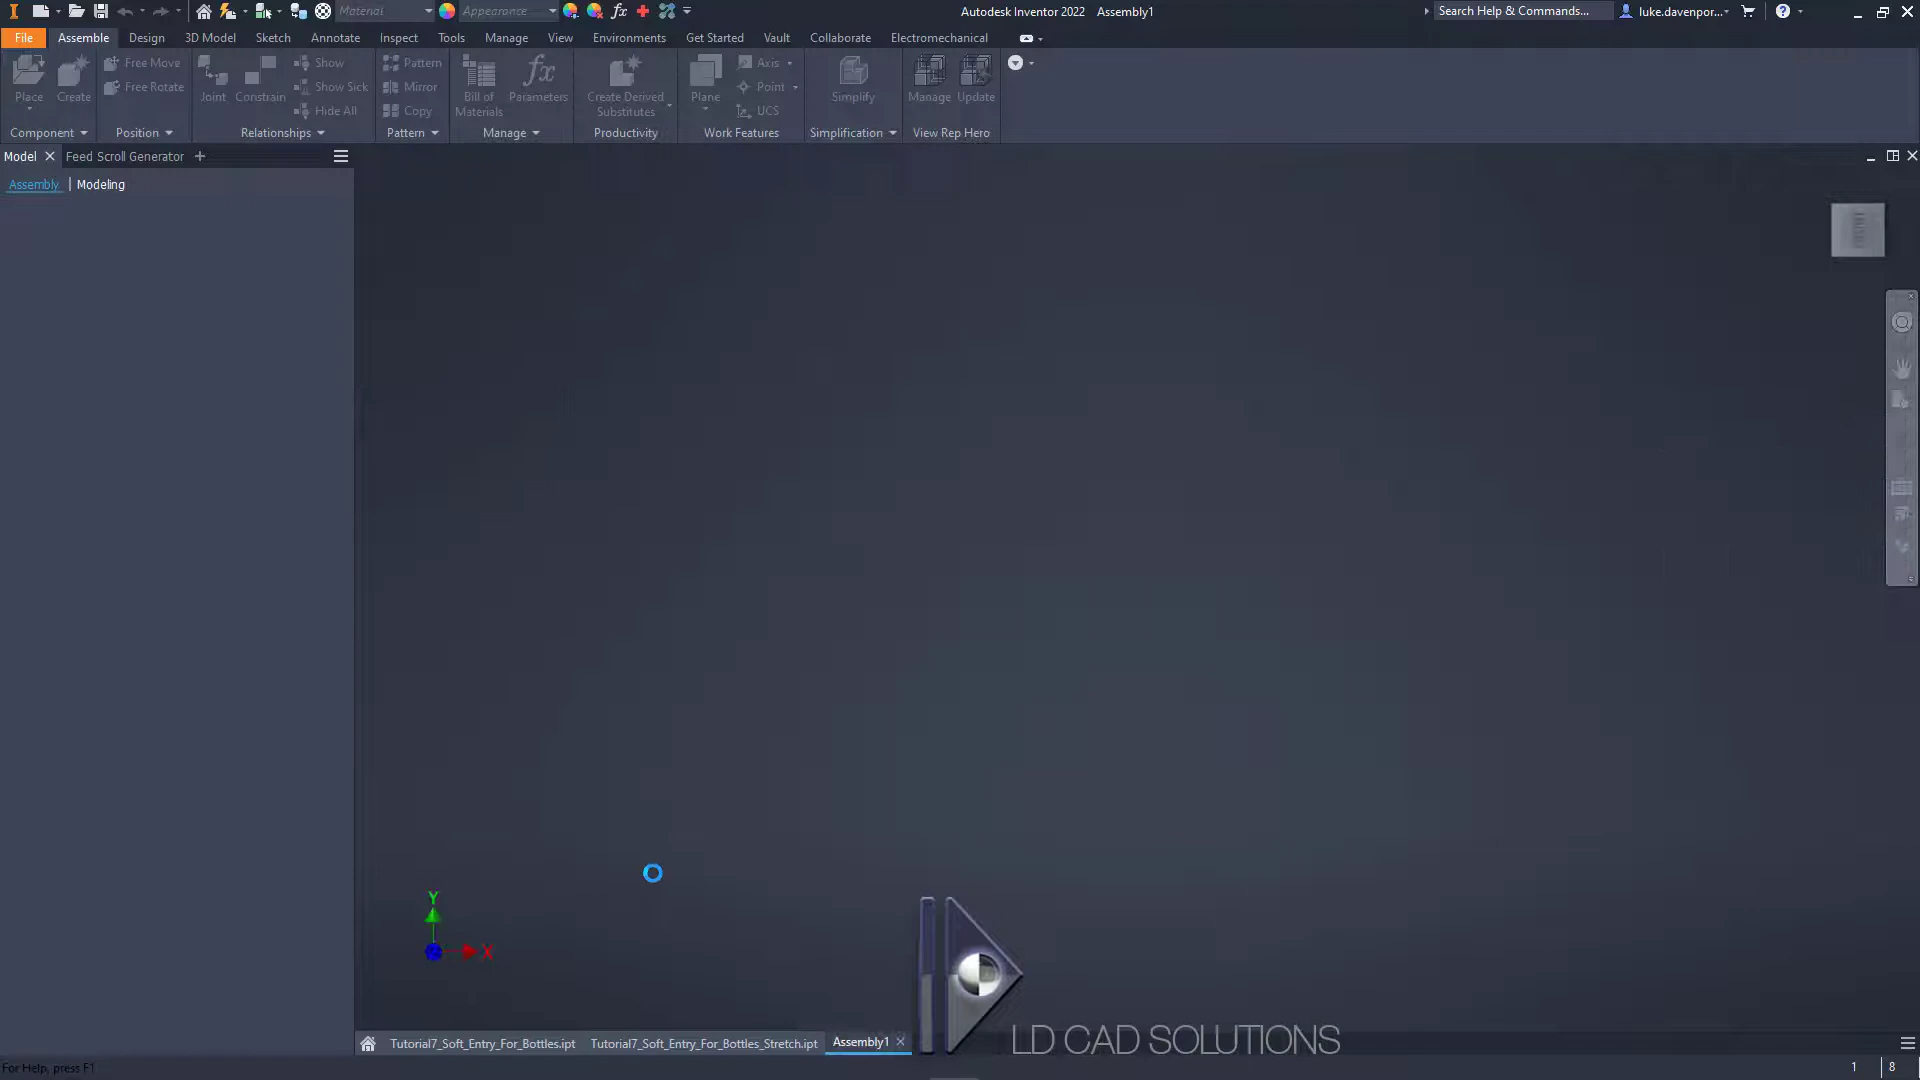 Material
Appearance
Autodesk Inventor 2022 Assembly1
Search Help & Commands...
luke.davenpor...
File Assemble Design 3D Model Sketch Annotate Inspect Tools Manage View Environments Get Started Vault Collaborate Electromechanical
Place Create
Free Move
Free Rotate
Joint Constrain
Show
Show Sick
Hide All
Pattern
Mirror
Copy
Bill of Materials
Parameters
Create Derived Substitutes
Plane
Axis
Point
UCS
Simplify
Manage Update
Component Position Relationships Pattern Manage Productivity Work Features Simplification View Rep Hero
Model Feed Scroll Generator
Assembly | Modeling
Y
X
Tutorial7_Soft_Entry_For_Bottles.ipt Tutorial7_Soft_Entry_For_Bottles_Stretch.ipt Assembly1
LD CAD SOLUTIONS
For Help, press F1
1 8